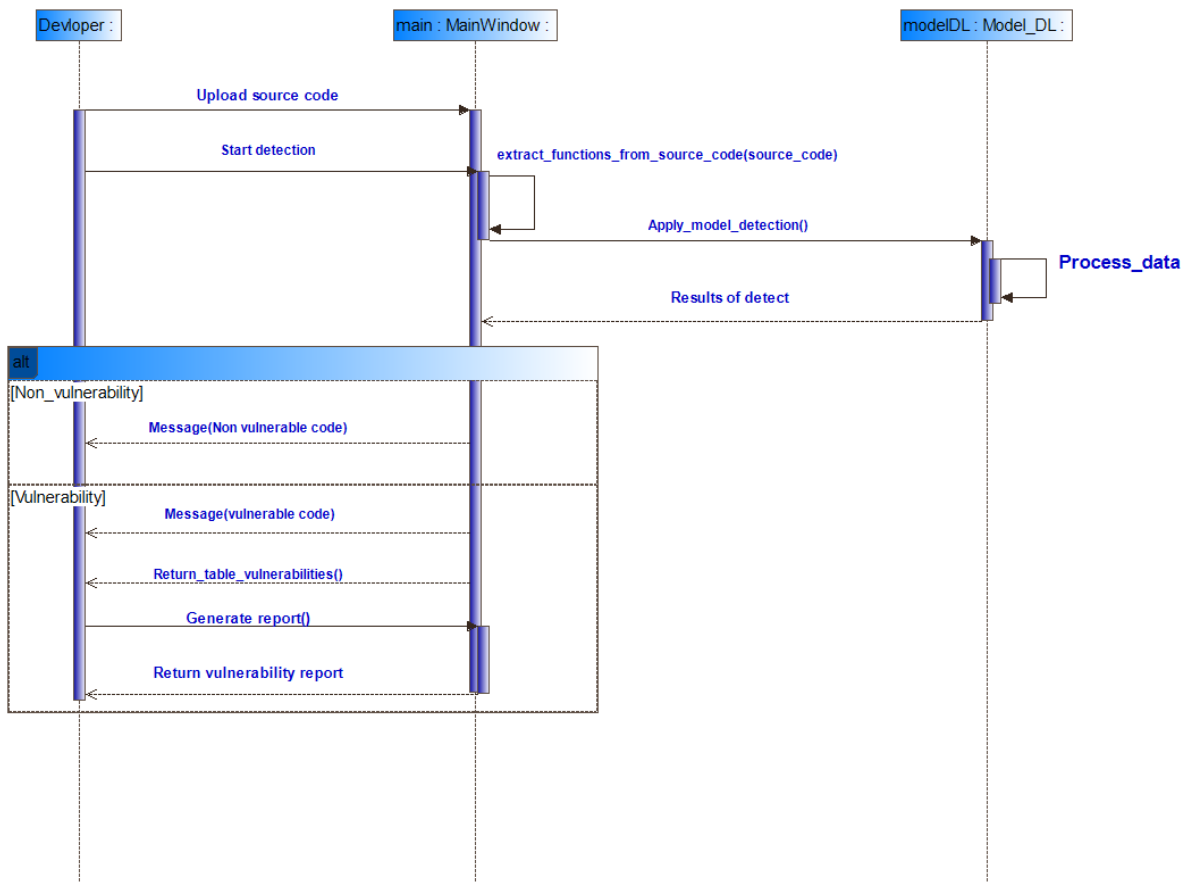 Devloper :
main : MainWindow :
modelDL : Model_DL :
Upload source code
Start detection
extract_functions_from_source_code(source_code)
Apply_model_detection()
Process_data
Results of detect
alt
[Non_vulnerability]
Message(Non vulnerable code)
[Vulnerability]
Message(vulnerable code)
Return_table_vulnerabilities()
Generate report()
Return vulnerability report